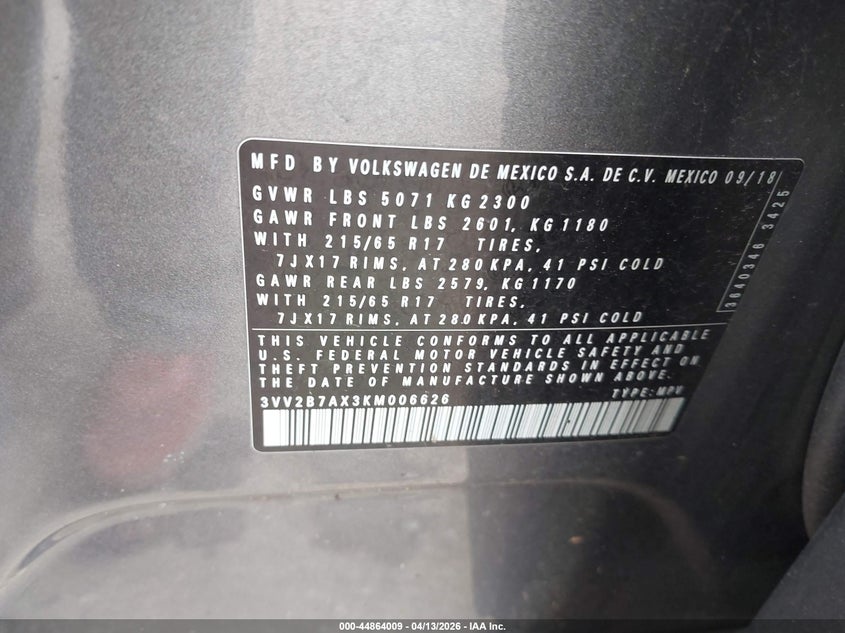 MFD BY VOLKSWAGEN DE MEXICO S.A. DE C.V. MEXICO 09/18
GVWR LBS 5071 KG 2300
GAWR FRONT LBS 2601, KG 1180
WITH 215/65 R17 TIRES,
7JX17 RIMS, AT 280 KPA, 41 PSI COLD
GAWR REAR LBS 2579, KG 1170
WITH 215/65 R17 TIRES,
7JX17 RIMS, AT 280 KPA, 41 PSI COLD
3640346 3425
THIS VEHICLE CONFORMS TO ALL APPLICABLE
U.S. FEDERAL MOTOR VEHICLE SAFETY AND
THEFT PREVENTION STANDARDS IN EFFECT ON
THE DATE OF MANUFACTURE SHOWN ABOVE.
3VV2B7AX3KM006626 TYPE: MPV
000-44864009 - 04/13/2026 - IAA Inc.